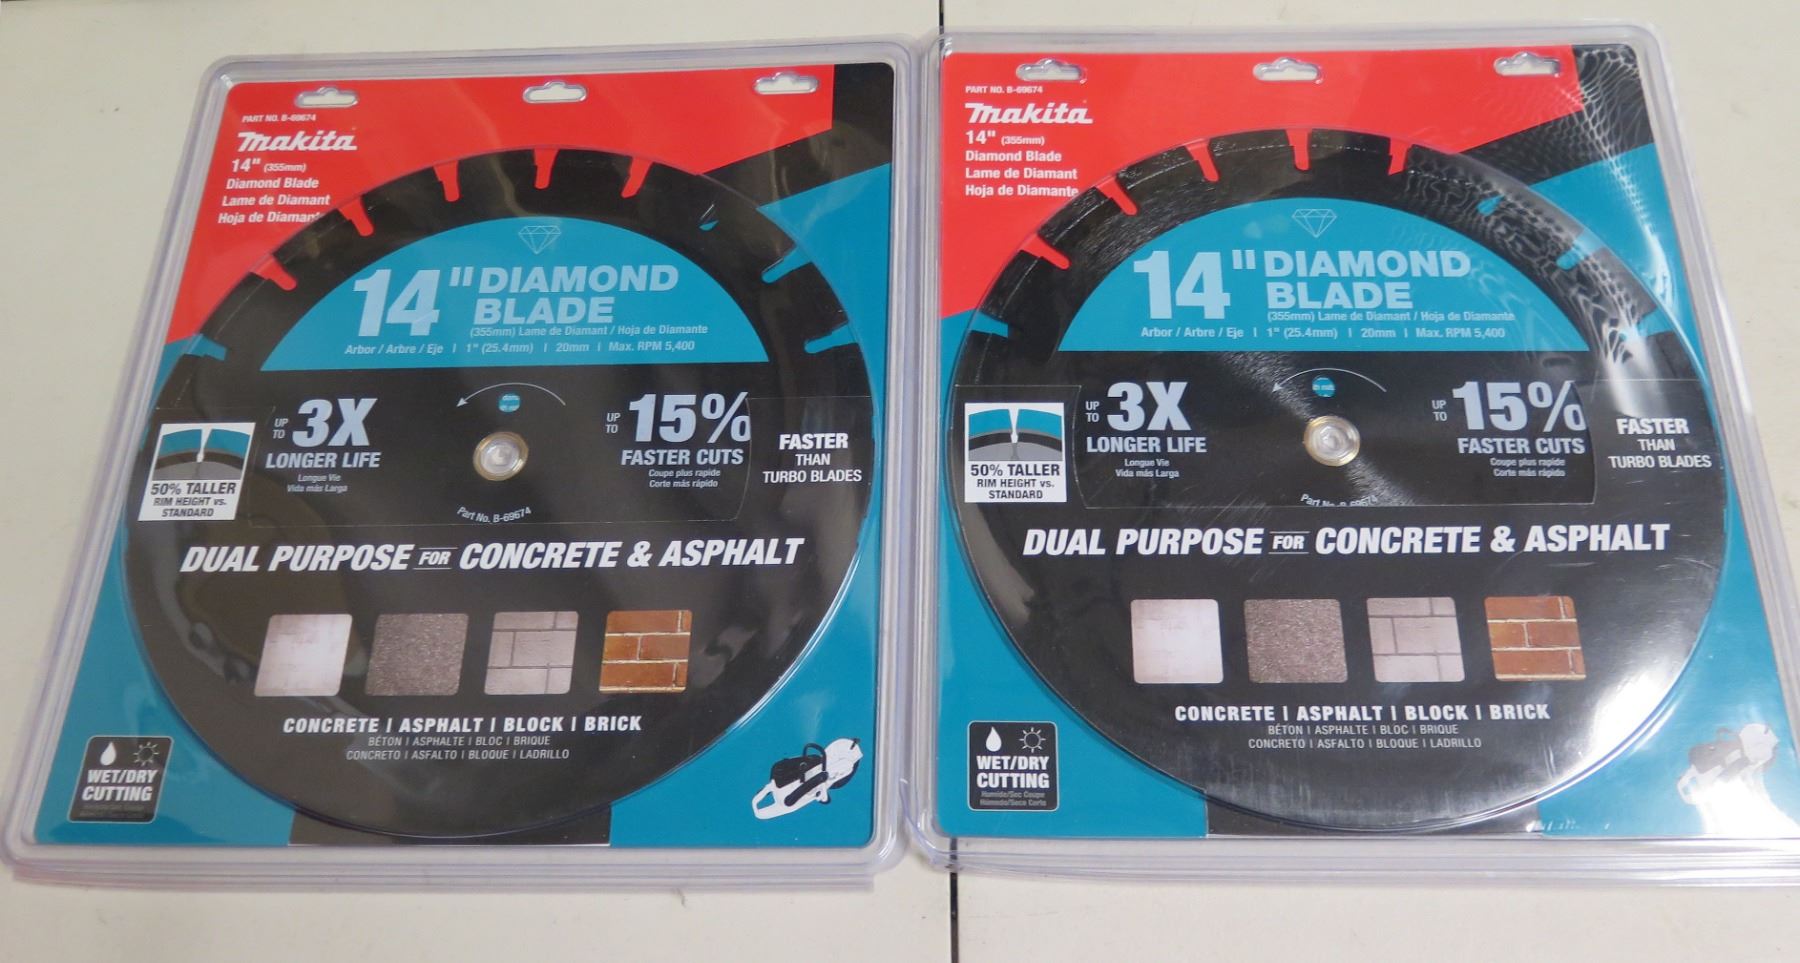 PART NO. B-69674
Makita
14" (355mm)
Diamond Blade
Lame de Diamant
Hoja de Diamant
14" DIAMOND
BLADE
(355mm) Lame de Diamant / Hoja de Diamante
Arbor / Arbre / Eje | 1" (25.4mm) | 20mm | Max. RPM 5,400
UP TO 3X
LONGER LIFE
Longue Vie
Vida más Larga
UP TO 15%
FASTER CUTS
Coupe plus rapide
Corte más rápido
FASTER
THAN
TURBO BLADES
50% TALLER
RIM HEIGHT vs.
STANDARD
Part No. B-69674
DUAL PURPOSE FOR CONCRETE & ASPHALT
CONCRETE | ASPHALT | BLOCK | BRICK
BÉTON | ASPHALTE | BLOC | BRIQUE
CONCRETO | ASFALTO | BLOQUE | LADRILLO
WET/DRY
CUTTING
PART NO. B-69674
Makita
14" (355mm)
Diamond Blade
Lame de Diamant
Hoja de Diamante
14" DIAMOND
BLADE
(355mm) Lame de Diamant / Hoja de Diamante
Arbor / Arbre / Eje | 1" (25.4mm) | 20mm | Max. RPM 5,400
UP TO 3X
LONGER LIFE
Longue Vie
Vida más Larga
UP TO 15%
FASTER CUTS
Coupe plus rapide
Corte más rápido
FASTER
THAN
TURBO BLADES
50% TALLER
RIM HEIGHT vs.
STANDARD
Part No. B-69674
DUAL PURPOSE FOR CONCRETE & ASPHALT
CONCRETE | ASPHALT | BLOCK | BRICK
BÉTON | ASPHALTE | BLOC | BRIQUE
CONCRETO | ASFALTO | BLOQUE | LADRILLO
WET/DRY
CUTTING
Humide/Sec Coupe
Húmedo/Seco Corte